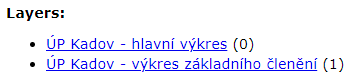 Layers:
ÚP Kadov - hlavní výkres (0)
ÚP Kadov - výkres základního členění (1)